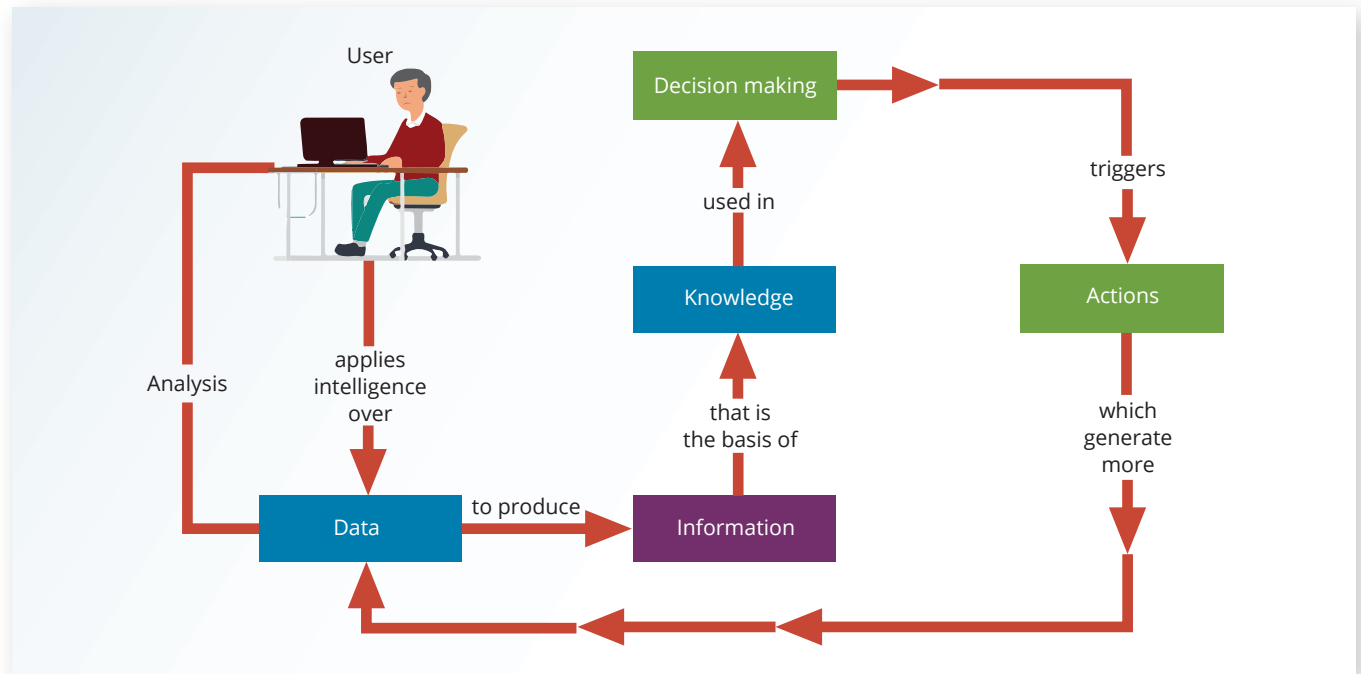 User
Decision making
triggers
used in
Knowledge
Actions
applies
intelligence
over
Analysis
that is
the basis of
which
generate
more
to produce
Data
Information